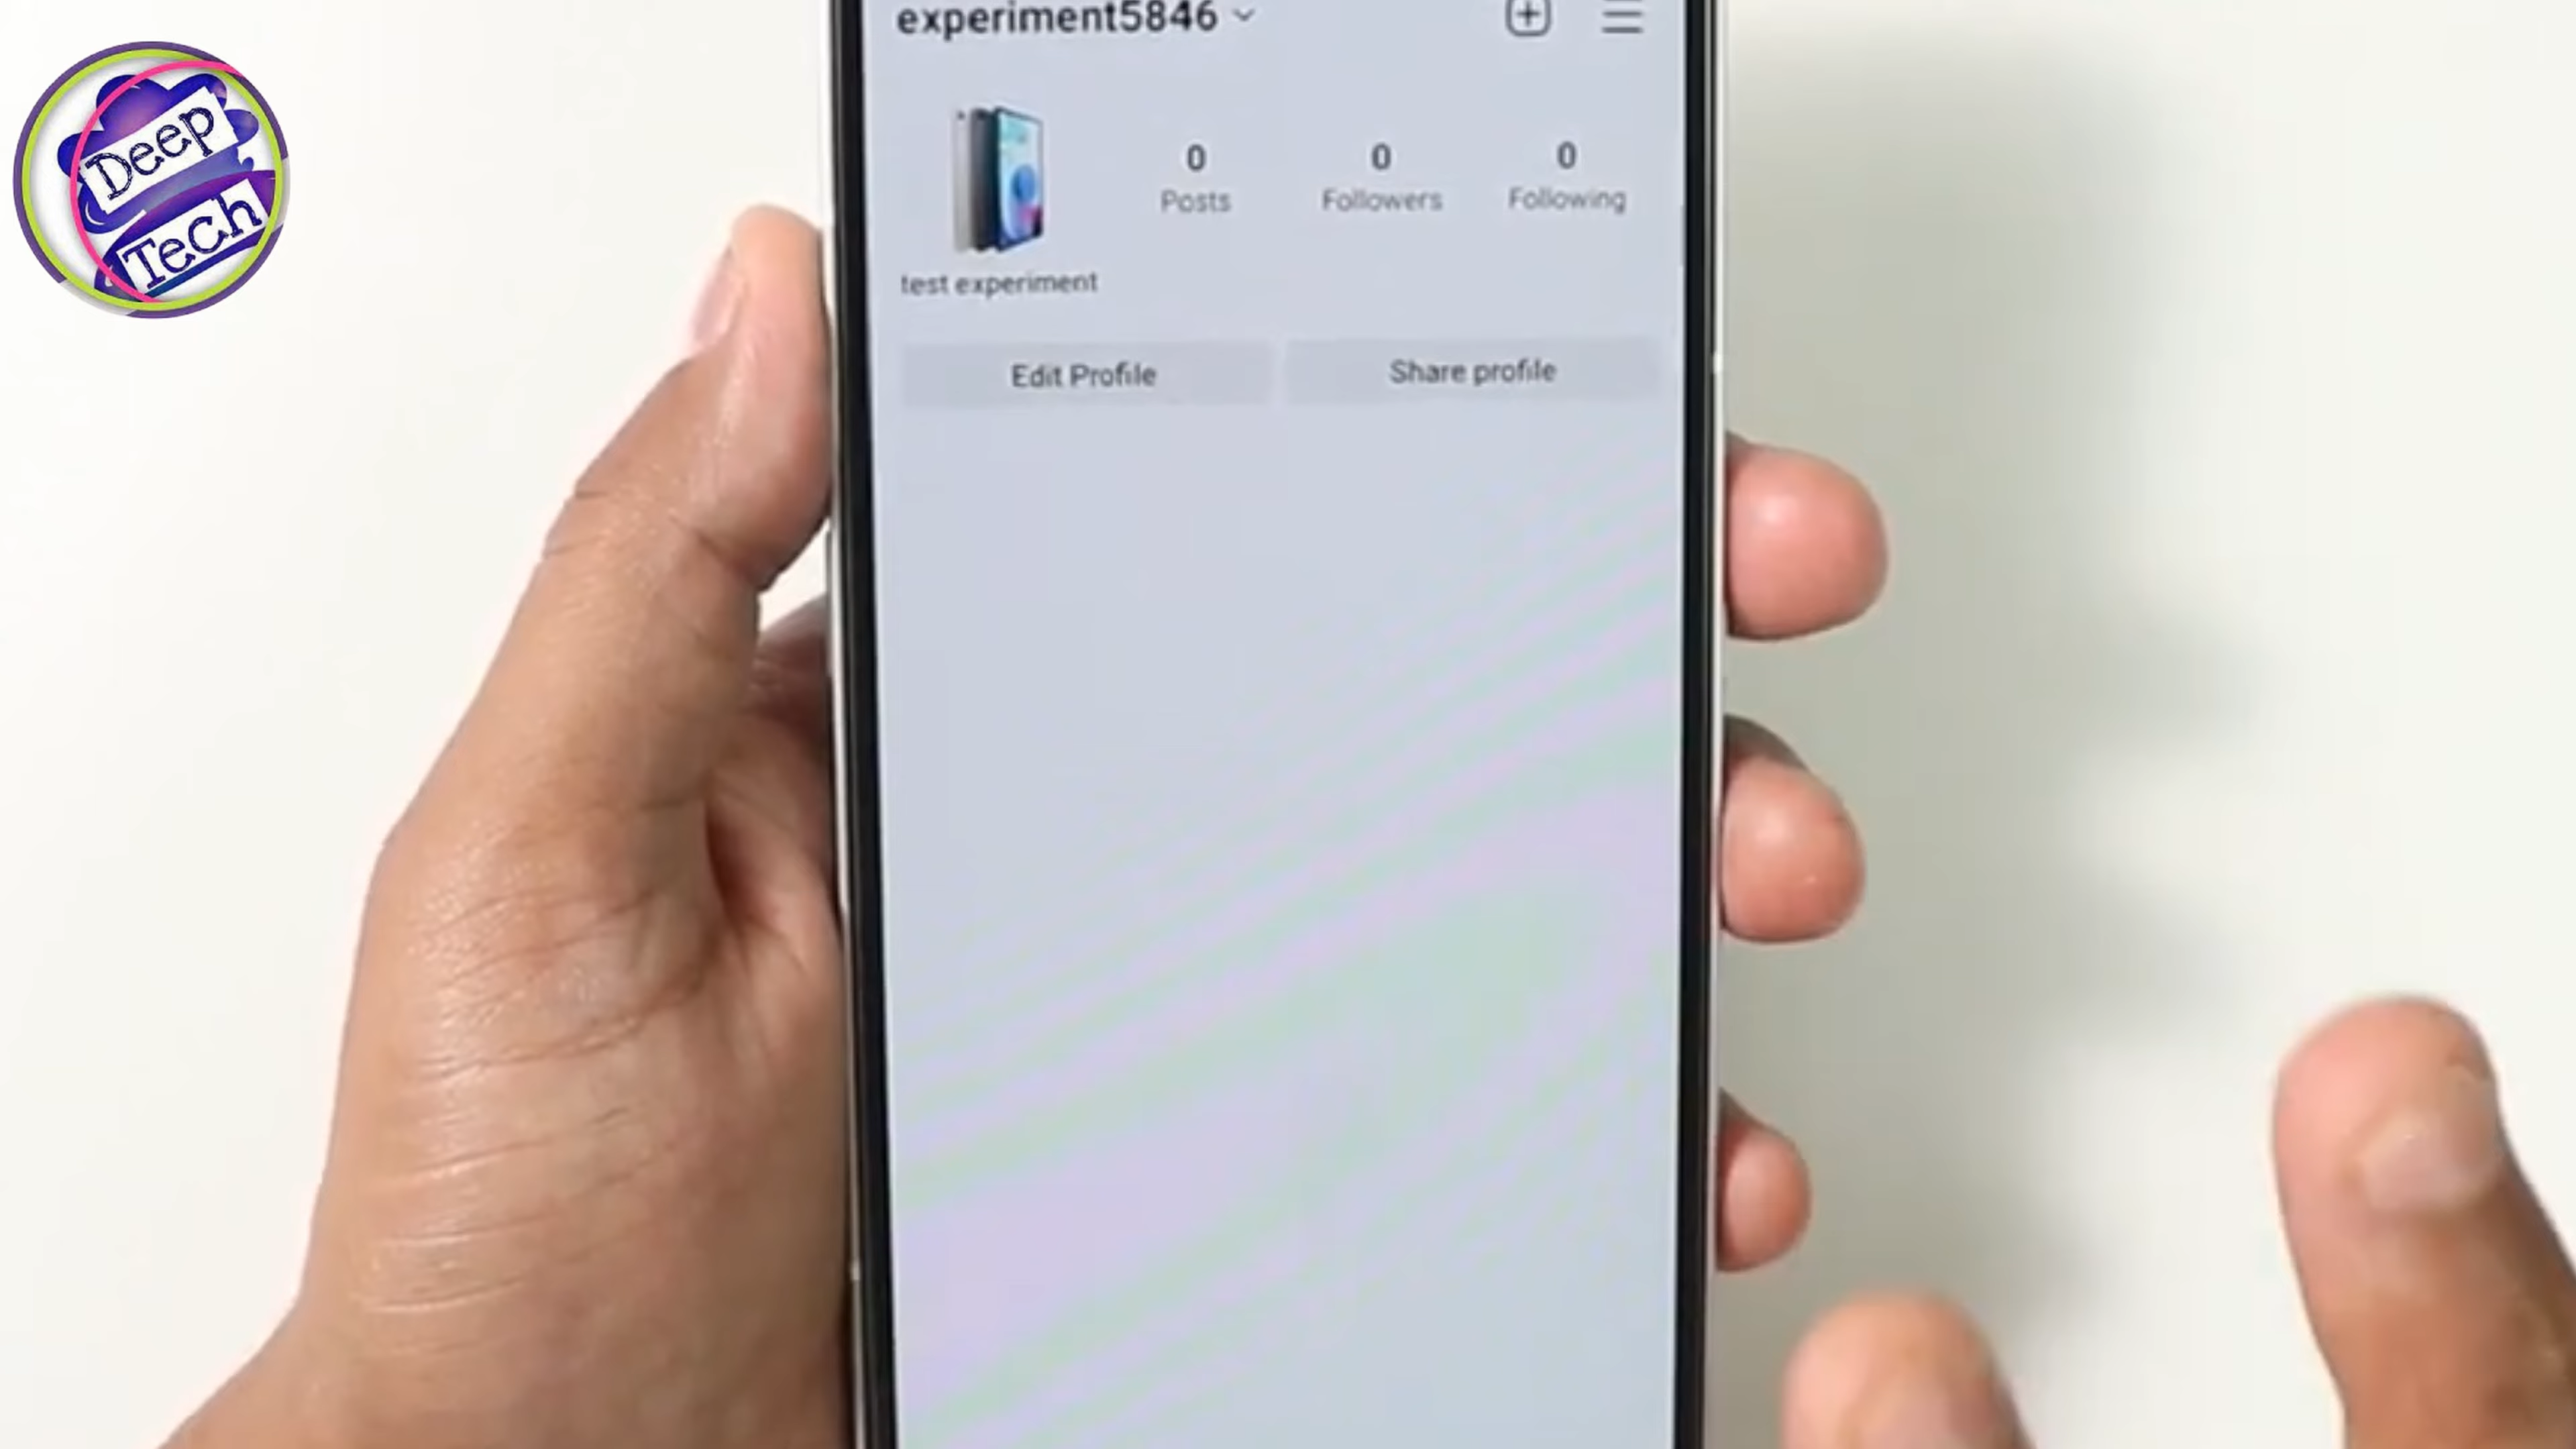 Deep
Tech
experiment5846
0 0 0
Posts Followers Following
test experiment
Edit Profile Share profile